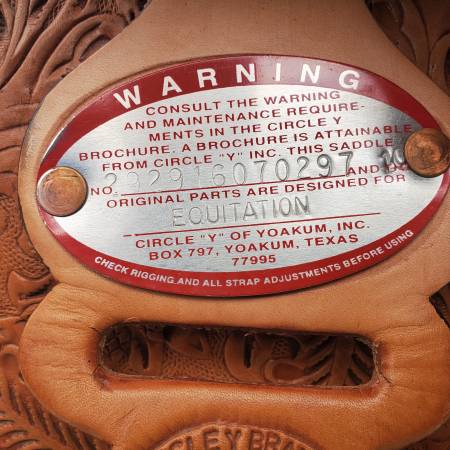 WARNING
CONSULT THE WARNING
AND MAINTENANCE REQUIRE-
MENTS IN THE CIRCLE Y
BROCHURE. A BROCHURE IS ATTAINABLE
FROM CIRCLE "Y" INC. THIS SADDLE
NO. 292916070297 AND
ORIGINAL PARTS ARE DESIGNED FOR
EQUITATION
CIRCLE "Y" OF YOAKUM, INC.
BOX 797, YOAKUM, TEXAS
77995
CHECK RIGGING AND ALL STRAP ADJUSTMENTS BEFORE USING